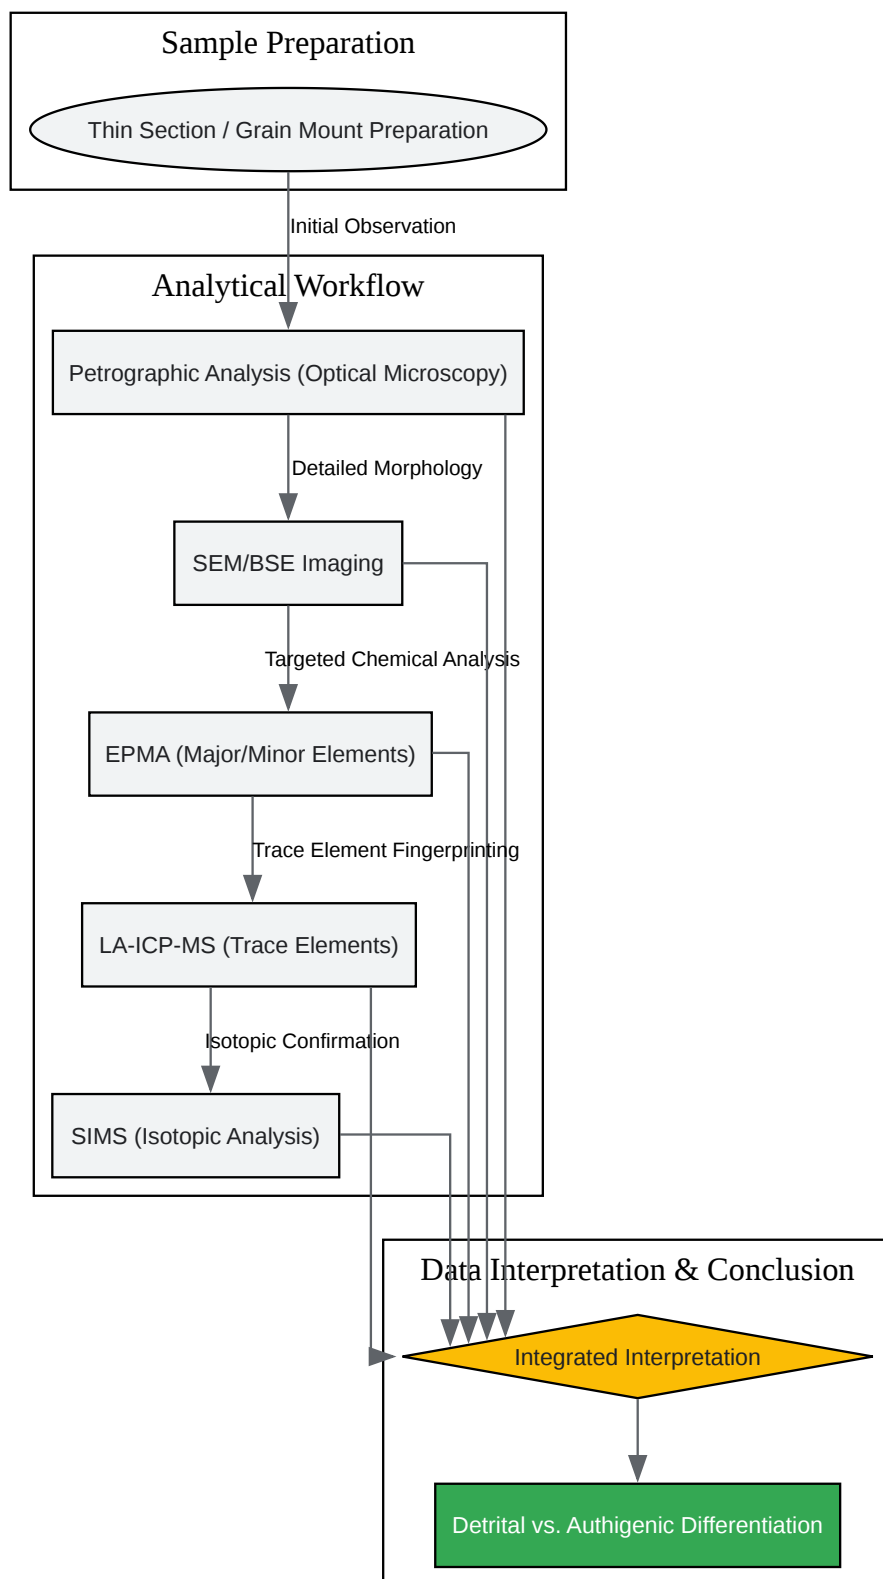 Sample Preparation
Thin Section / Grain Mount Preparation
Initial Observation
Analytical Workflow
Petrographic Analysis (Optical Microscopy)
Detailed Morphology
SEM/BSE Imaging
Targeted Chemical Analysis
EPMA (Major/Minor Elements)
Trace Element Fingerprinting
LA-ICP-MS (Trace Elements)
Isotopic Confirmation
SIMS (Isotopic Analysis)
Data Interpretation & Conclusion
Integrated Interpretation
Detrital vs. Authigenic Differentiation